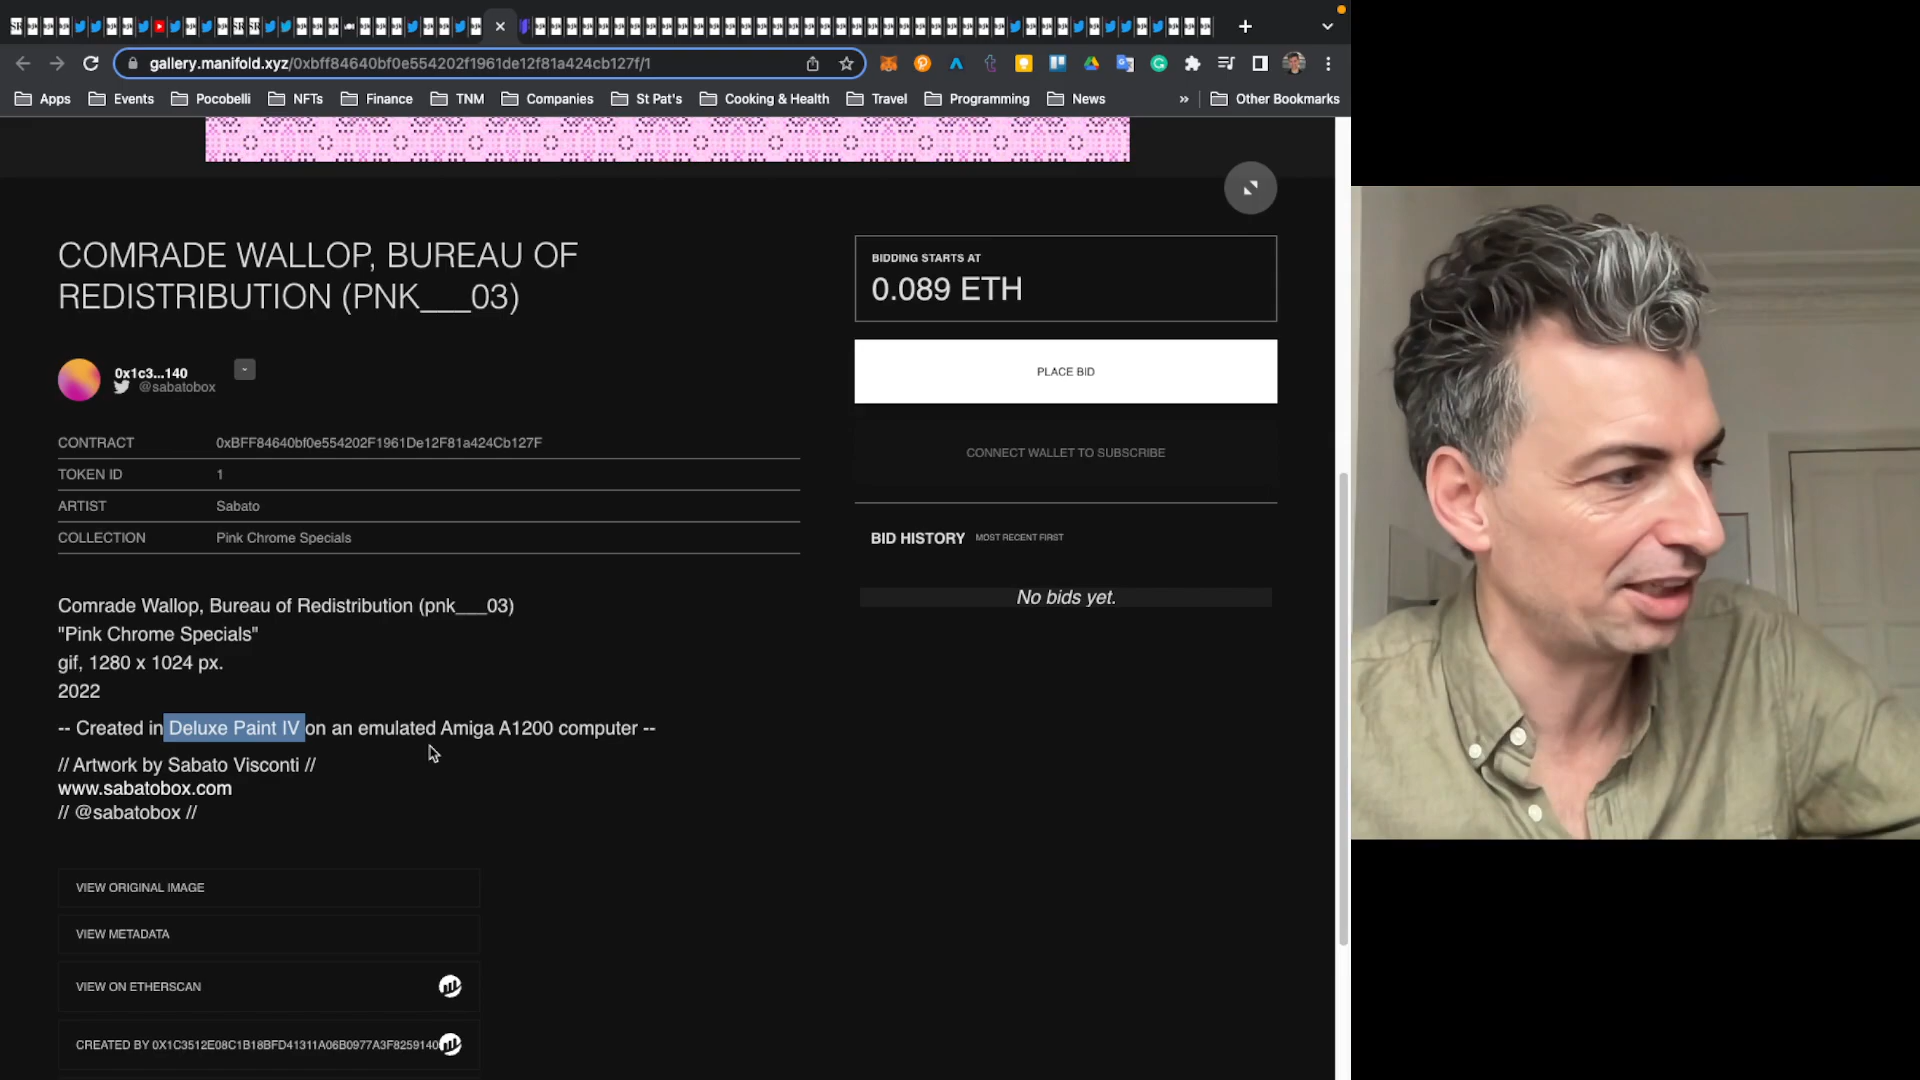 gallery.manifold.xyz/0xbff84640bf0e554202f1961de12f81a424cb127f/1
Apps
Events
Pocobelli
NFTs
Finance
TNM
Companies
St Pat's
Cooking & Health
Travel
Programming
News
»
Other Bookmarks
COMRADE WALLOP, BUREAU OF
REDISTRIBUTION (PNK___03)
0x1c3...140
@sabatobox
CONTRACT 0xBFF84640bf0e554202F1961De12F81a424Cb127F
TOKEN ID 1
ARTIST Sabato
COLLECTION Pink Chrome Specials
Comrade Wallop, Bureau of Redistribution (pnk___03)
"Pink Chrome Specials"
gif, 1280 x 1024 px.
2022
-- Created in Deluxe Paint IV on an emulated Amiga A1200 computer --
// Artwork by Sabato Visconti //
www.sabatobox.com
// @sabatobox //
VIEW ORIGINAL IMAGE
VIEW METADATA
VIEW ON ETHERSCAN
CREATED BY 0X1C3512E08C1B18BFD41311A06B0977A3F8259140
BIDDING STARTS AT
0.089 ETH
PLACE BID
CONNECT WALLET TO SUBSCRIBE
BID HISTORY MOST RECENT FIRST
No bids yet.